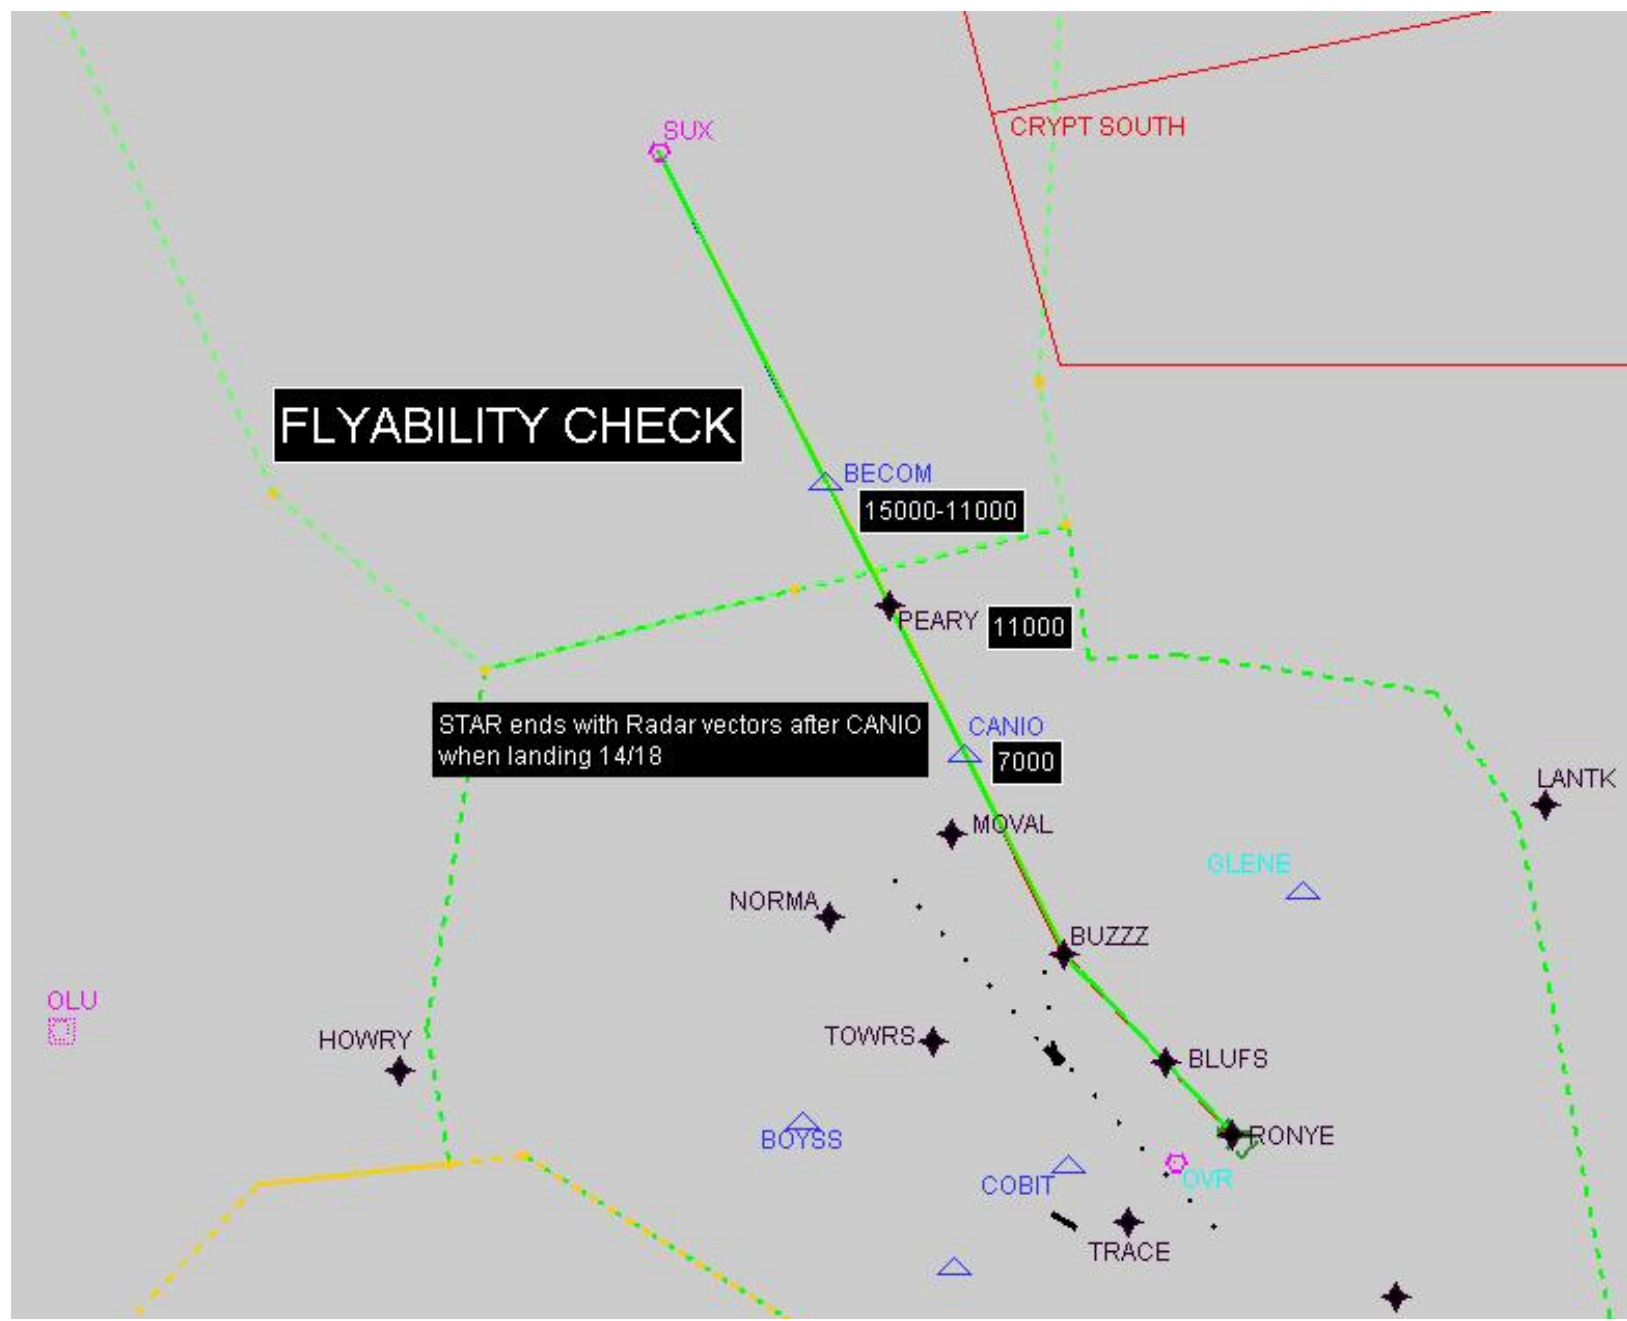 SUX
CRYPT SOUTH
FLYABILITY CHECK
BECOM
15000-11000
PEARY
11000
STAR ends with Radar vectors after CANIO
when landing 14/18
CANIO
7000
LANTK
MOVAL
GLENE
NORMA
BUZZZ
OLU
HOWRY
TOWRS
BLUFS
BOYSS
RONYE
COBIT
OVR
TRACE